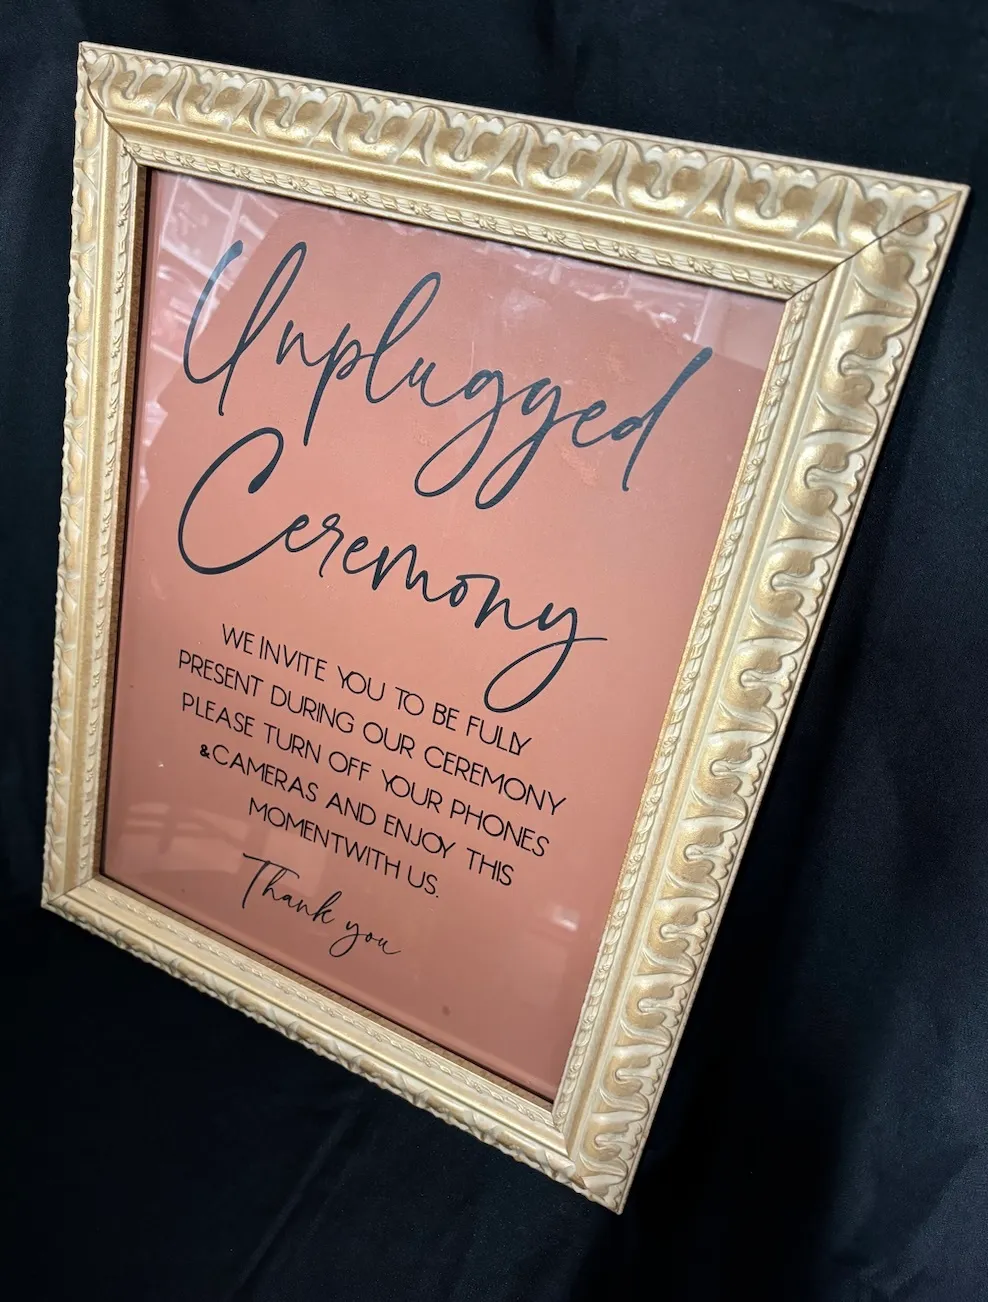 Unplugged
Ceremony
WE INVITE YOU TO BE FULLY
PRESENT DURING OUR CEREMONY
PLEASE TURN OFF YOUR PHONES
&CAMERAS AND ENJOY THIS
MOMENTWITH US.
Thank you